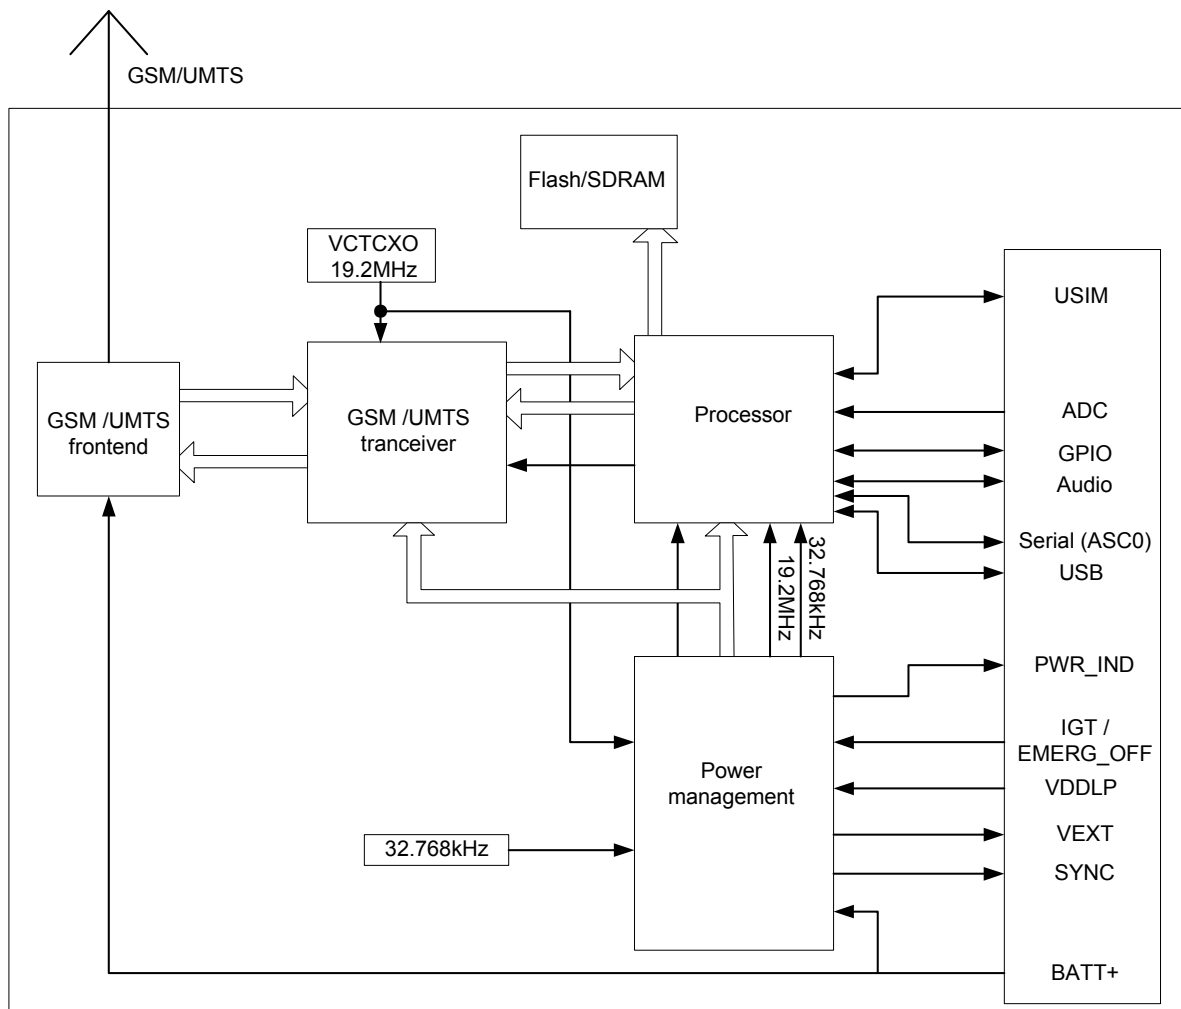 GSM/UMTS
Flash/SDRAM
VCTCXO
19.2MHz
USIM
GSM /UMTS
frontend
GSM /UMTS
tranceiver
Processor
ADC
GPIO
Audio
Serial (ASC0)
USB
32.768kHz
19.2MHz
PWR_IND
IGT /
EMERG_OFF
Power
management
VDDLP
VEXT
32.768kHz
SYNC
BATT+